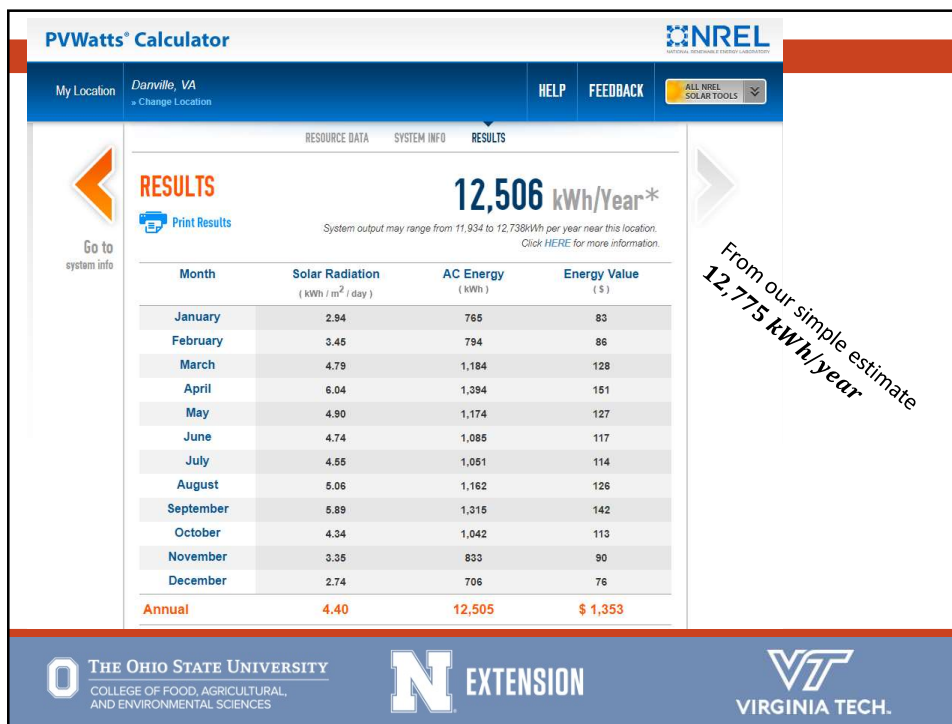 PVWatts® Calculator
NREL
NATIONAL RENEWABLE ENERGY LABORATORY
My Location
Danville, VA
» Change Location
HELP
FEEDBACK
ALL NREL
SOLAR TOOLS
RESOURCE DATA SYSTEM INFO RESULTS
Go to
system info
RESULTS
Print Results
12,506 kWh/Year*
System output may range from 11,934 to 12,738kWh per year near this location.
Click HERE for more information.
Month Solar Radiation AC Energy Energy Value
( kWh / m² / day ) ( kWh ) ( $ )
January 2.94 765 83
February 3.45 794 86
March 4.79 1,184 128
April 6.04 1,394 151
May 4.90 1,174 127
June 4.74 1,085 117
July 4.55 1,051 114
August 5.06 1,162 126
September 5.89 1,315 142
October 4.34 1,042 113
November 3.35 833 90
December 2.74 706 76
Annual 4.40 12,505 $ 1,353
From our simple estimate
12,775 kWh/year
THE OHIO STATE UNIVERSITY
COLLEGE OF FOOD, AGRICULTURAL,
AND ENVIRONMENTAL SCIENCES
N EXTENSION
VT
VIRGINIA TECH.